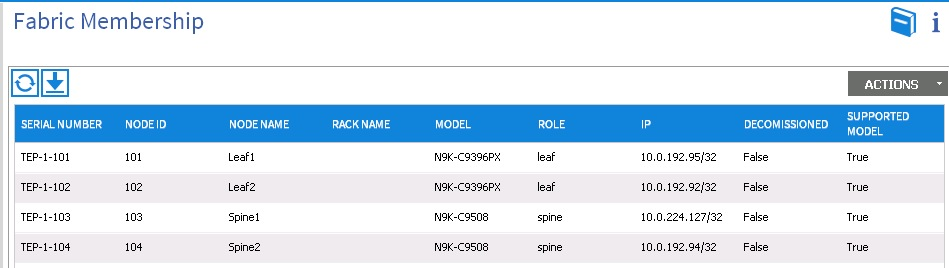 Fabric Membership
i
ACTIONS
SERIAL NUMBER NODE ID NODE NAME RACK NAME MODEL ROLE IP DECOMISSIONED SUPPORTED MODEL
TEP-1-101 101 Leaf1 N9K-C9396PX leaf 10.0.192.95/32 False True
TEP-1-102 102 Leaf2 N9K-C9396PX leaf 10.0.192.92/32 False True
TEP-1-103 103 Spine1 N9K-C9508 spine 10.0.224.127/32 False True
TEP-1-104 104 Spine2 N9K-C9508 spine 10.0.192.94/32 False True